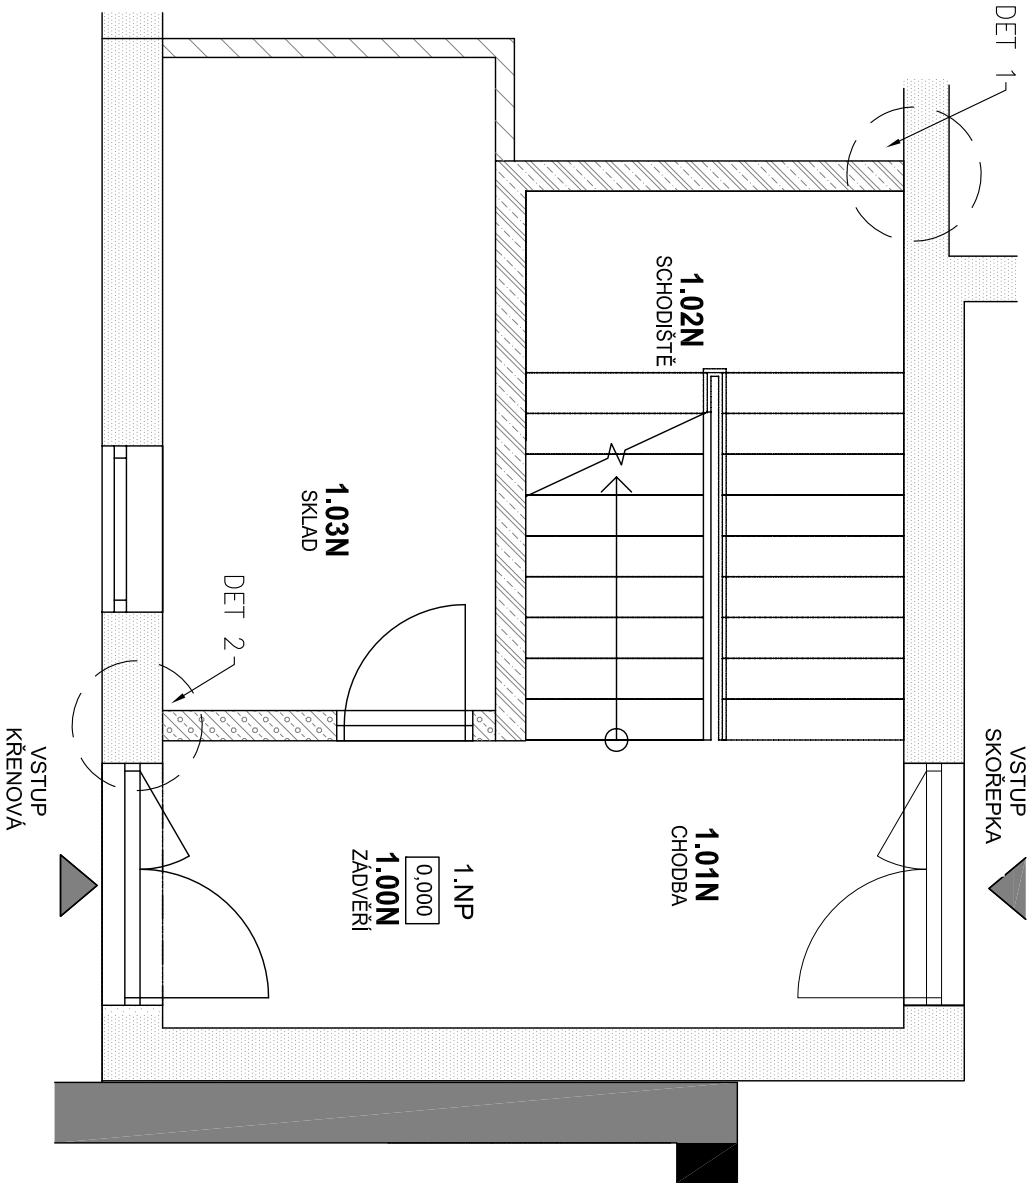 DET 1
VSTUP
SKOŘEPKA
1.02N
SCHODIŠTĚ
1.01N
CHODBA
1.NP
0,000
1.00N
ZÁDVĚŘÍ
1.03N
SKLAD
DET 2
VSTUP
KŘENOVÁ